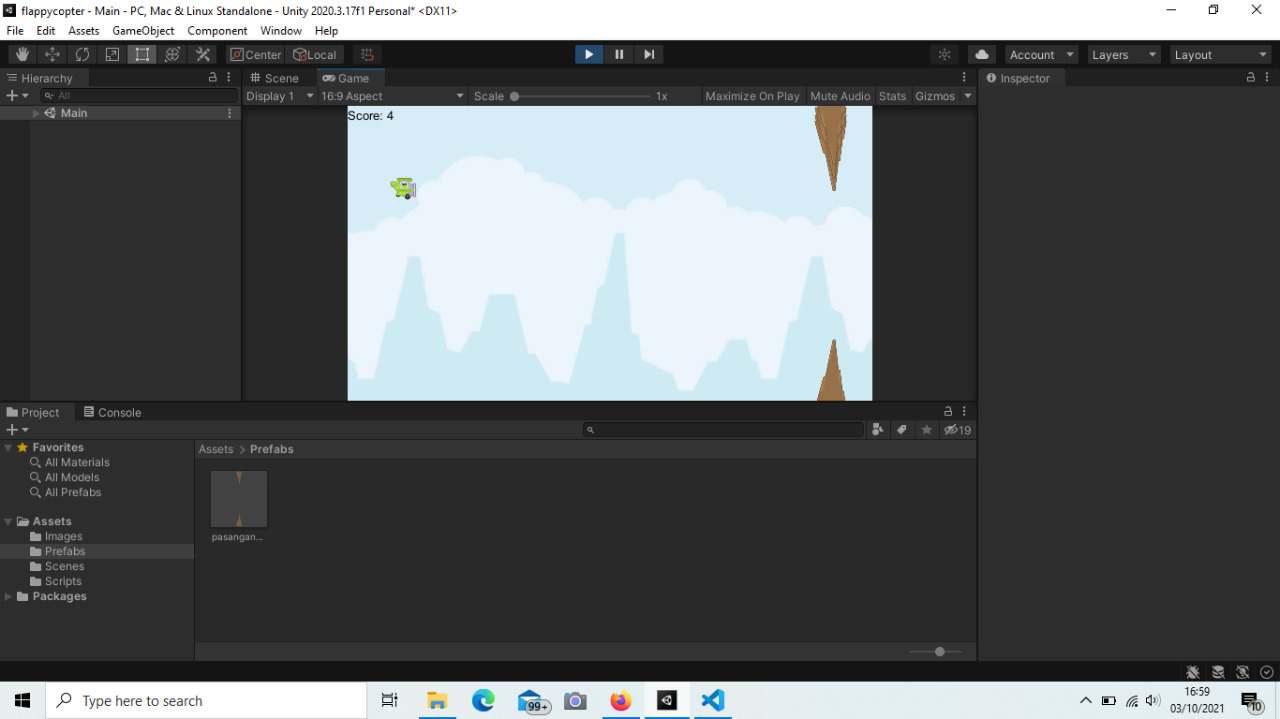 flappycopter - Main - PC, Mac & Linux Standalone - Unity 2020.3.17f1 Personal* <DX11>
File Edit Assets GameObject Component Window Help
Center Local Account Layers Layout
Hierarchy Scene Game Inspector
All Display 1 16:9 Aspect Scale 1x Maximize On Play Mute Audio Stats Gizmos
Main
Score: 4
Project Console
19
Favorites
All Materials
All Models
All Prefabs
Assets
Images
Prefabs
Scenes
Scripts
Packages
Assets > Prefabs
pasangan...
Type here to search
99+
16:59
03/10/2021
10